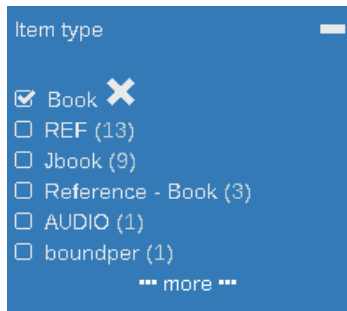 Item type
Book
REF (13)
Jbook (9)
Reference - Book (3)
AUDIO (1)
boundper (1)
••• more •••